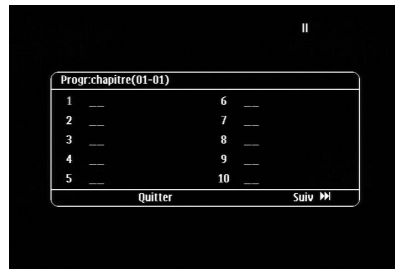 Progr:chapitre(01-01)
1 __ 6 __
2 __ 7 __
3 __ 8 __
4 __ 9 __
5 __ 10 __
Quitter Suiv ⏭